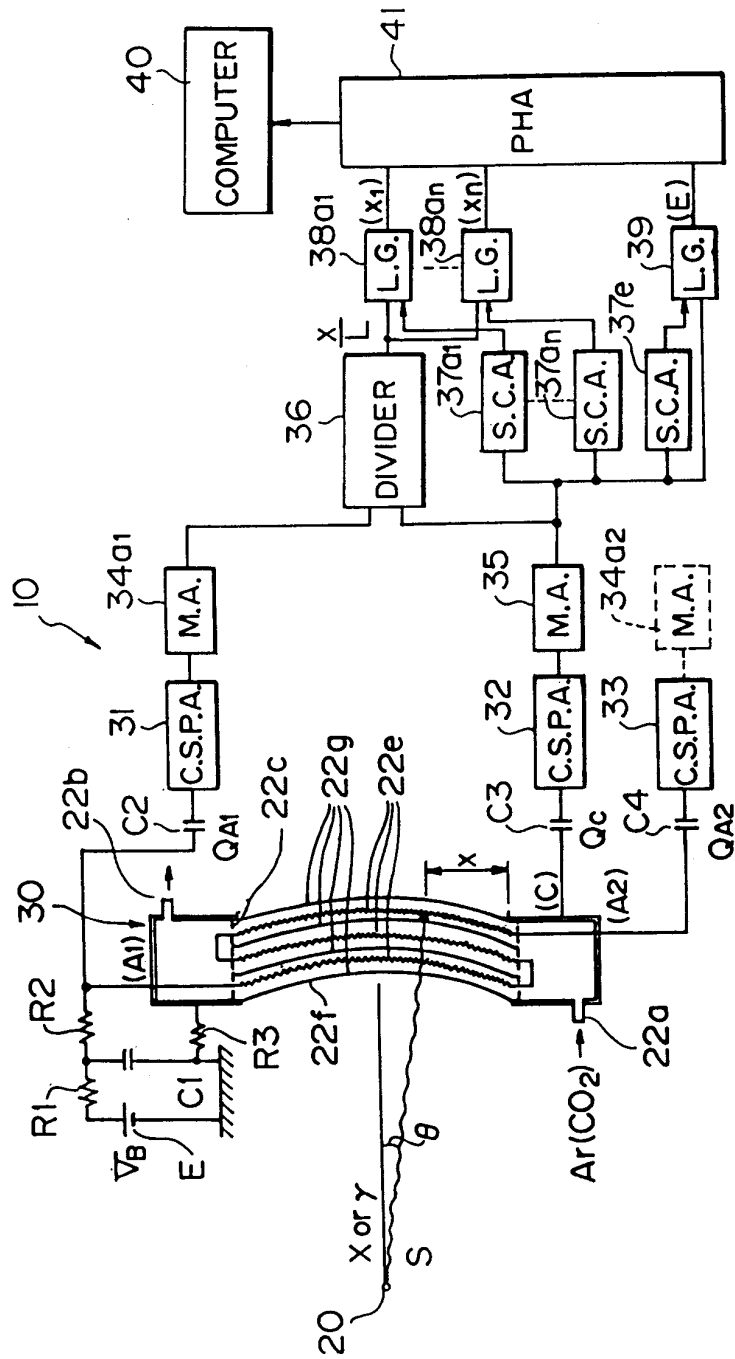 10
20
X or γ
S
θ
V̅B
E
R1
R2
C1
R3
(A1)
30
22b
22c
22g
22e
22f
22a
Ar(CO2)
x
(C)
(A2)
C2
QA1
31
C.S.P.A.
34a1
M.A.
C3
QC
32
C.S.P.A.
35
M.A.
C4
QA2
33
C.S.P.A.
34a2
M.A.
36
DIVIDER
X
L
37a1
S.C.A.
37an
S.C.A.
37e
S.C.A.
38a1
L.G.
(x1)
38an
L.G.
(xn)
39
L.G.
(E)
41
PHA
40
COMPUTER